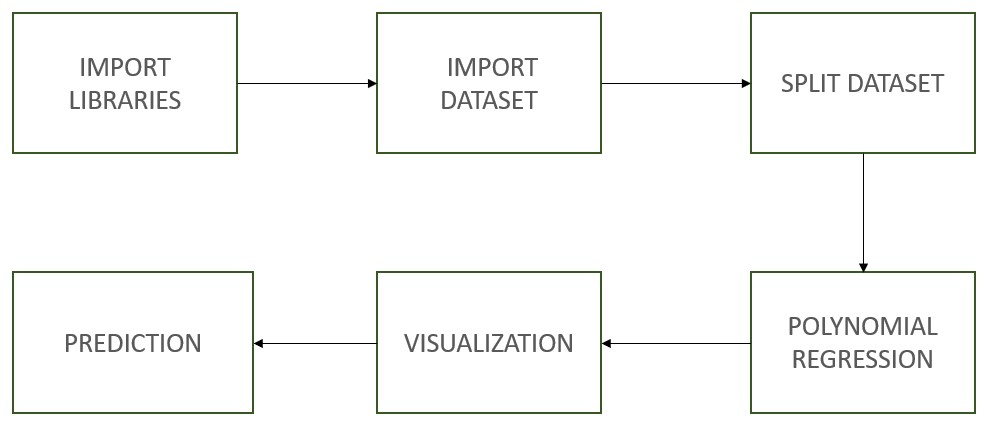 IMPORT
LIBRARIES
IMPORT
DATASET
SPLIT DATASET
POLYNOMIAL
REGRESSION
VISUALIZATION
PREDICTION